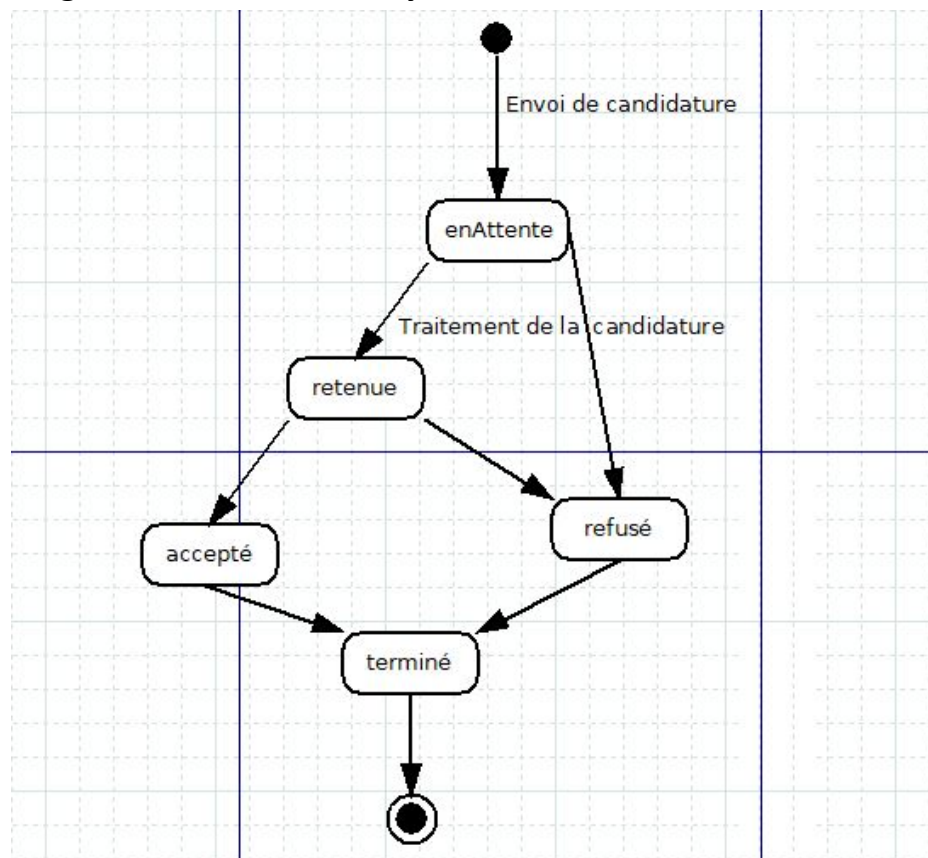 Envoi de candidature
enAttente
Traitement de la candidature
retenue
refusé
accepté
terminé